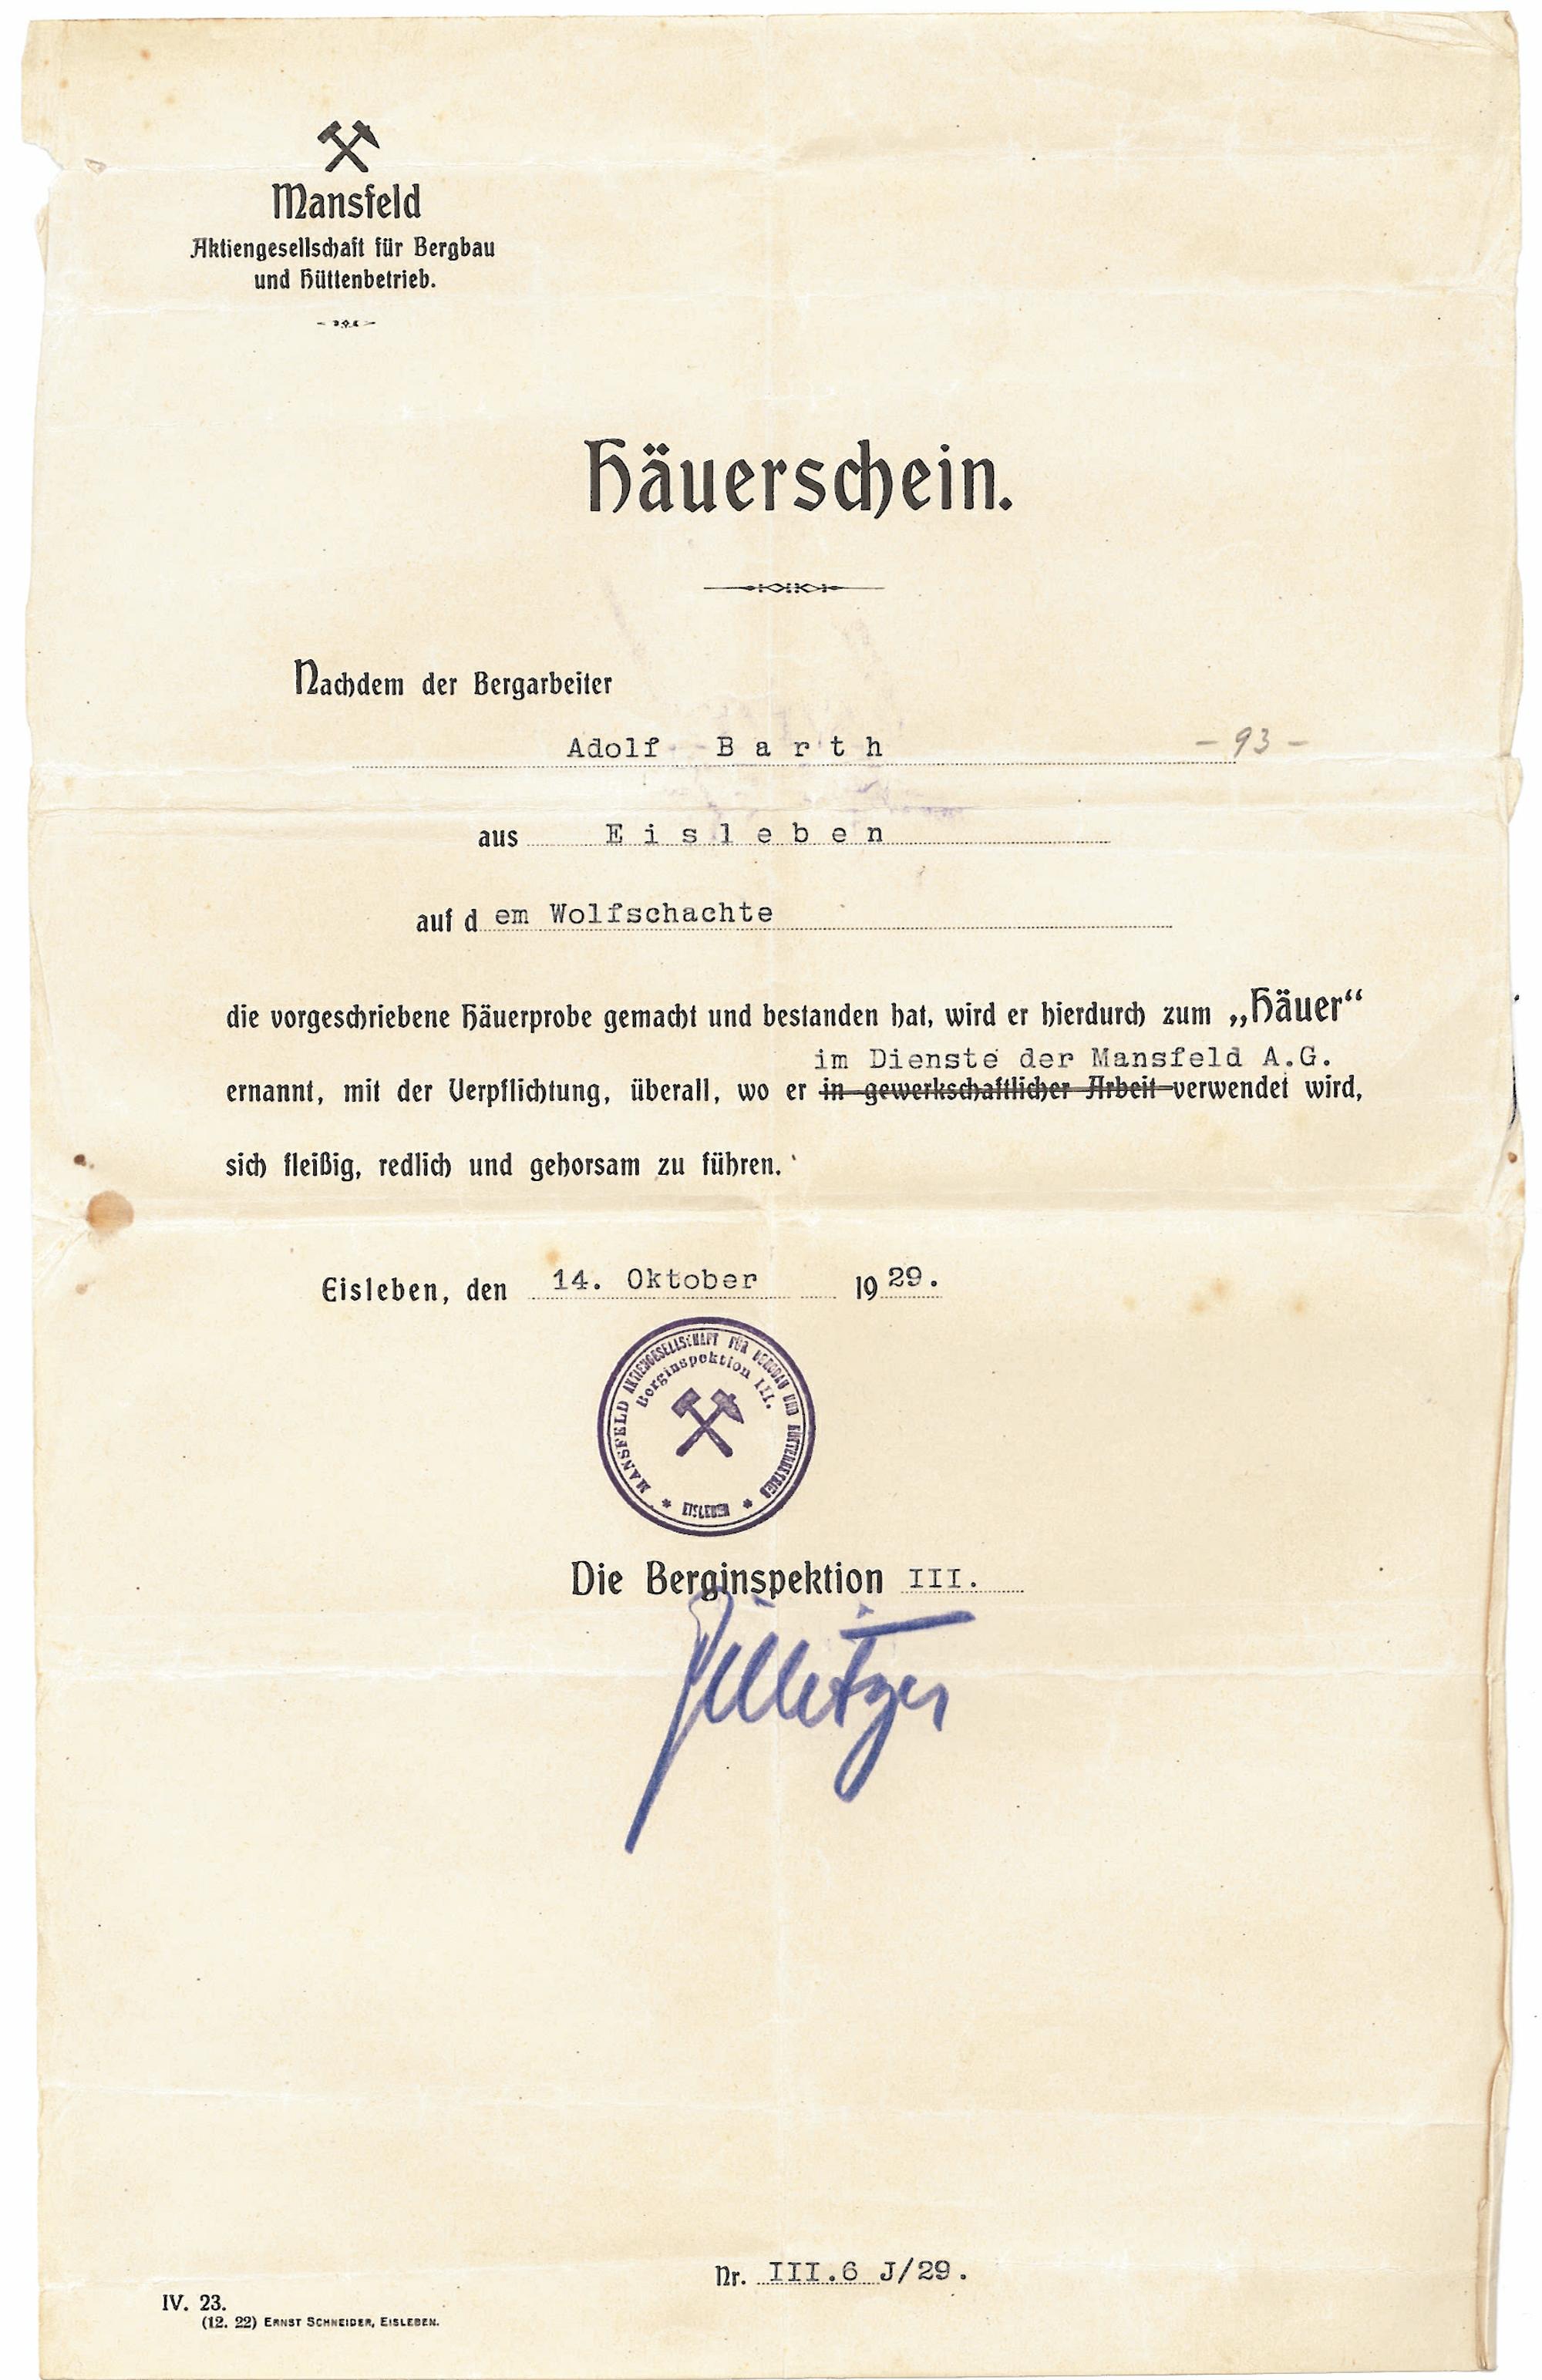 Mansfeld
Aktiengesellschaft für Bergbau
und Hüttenbetrieb.
Häuerschein.
Nachdem der Bergarbeiter
Adolf Barth - 93 -
aus Eisleben
auf dem Wolfschachte
die vorgeschriebene Häuerprobe gemacht und bestanden hat, wird er hierdurch zum „Häuer“
im Dienste der Mansfeld A.G.
ernannt, mit der Verpflichtung, überall, wo er in gewerkschaftlicher Arbeit verwendet wird,
sich fleißig, redlich und gehorsam zu führen.
Eisleben, den 14. Oktober 1929.
MANSFELD AKTIENGESELLSCHAFT FÜR BERGBAU UND HÜTTENBETRIEB
Berginspektion III.
* EISLEBEN *
Die Berginspektion III.
Nr. III.6 J/29.
IV. 23.
(12. 22) ERNST SCHNEIDER, EISLEBEN.